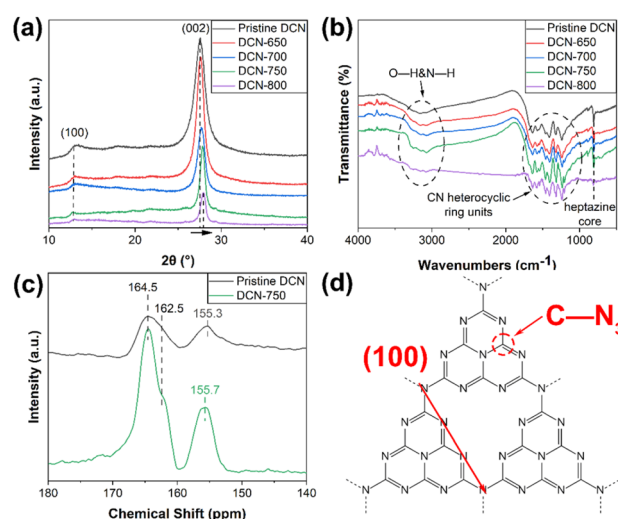 (a)
(002)
Pristine DCN
DCN-650
DCN-700
DCN-750
DCN-800
(100)
Intensity (a.u.)
10 20 30 40
2θ (°)
(b)
Pristine DCN
DCN-650
DCN-700
DCN-750
DCN-800
O—H&N—H
CN heterocyclic
ring units
heptazine
core
Transmittance (%)
4000 3000 2000 1000 500
Wavenumbers (cm-1)
(c)
Pristine DCN
DCN-750
164.5
162.5
155.3
155.7
Intensity (a.u.)
180 170 160 150 140
Chemical Shift (ppm)
(d)
C—N3
(100)
N
N N
N N N
N N N
N N
N N N N
N N N N N N
N N N N N N
N N N